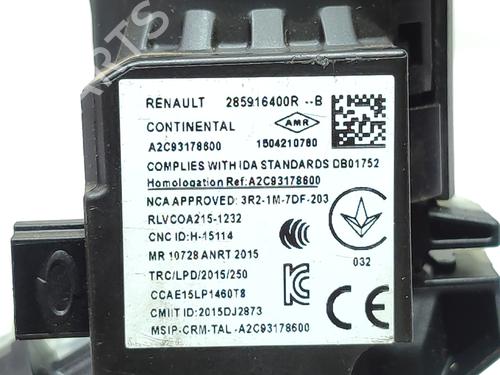 RENAULT 285916400R --B
CONTINENTAL AMR
A2C93178600 1504210780
COMPLIES WITH IDA STANDARDS DB01752
Homologation Ref:A2C93178600
NCA APPROVED: 3R2-1M-7DF-203
RLVCOA215-1232
CNC ID:H-15114
MR 10728 ANRT 2015
032
TRC/LPD/2015/250
CCAE15LP1460T8
CMIIT ID:2015DJ2873
CE
MSIP-CRM-TAL-A2C93178600